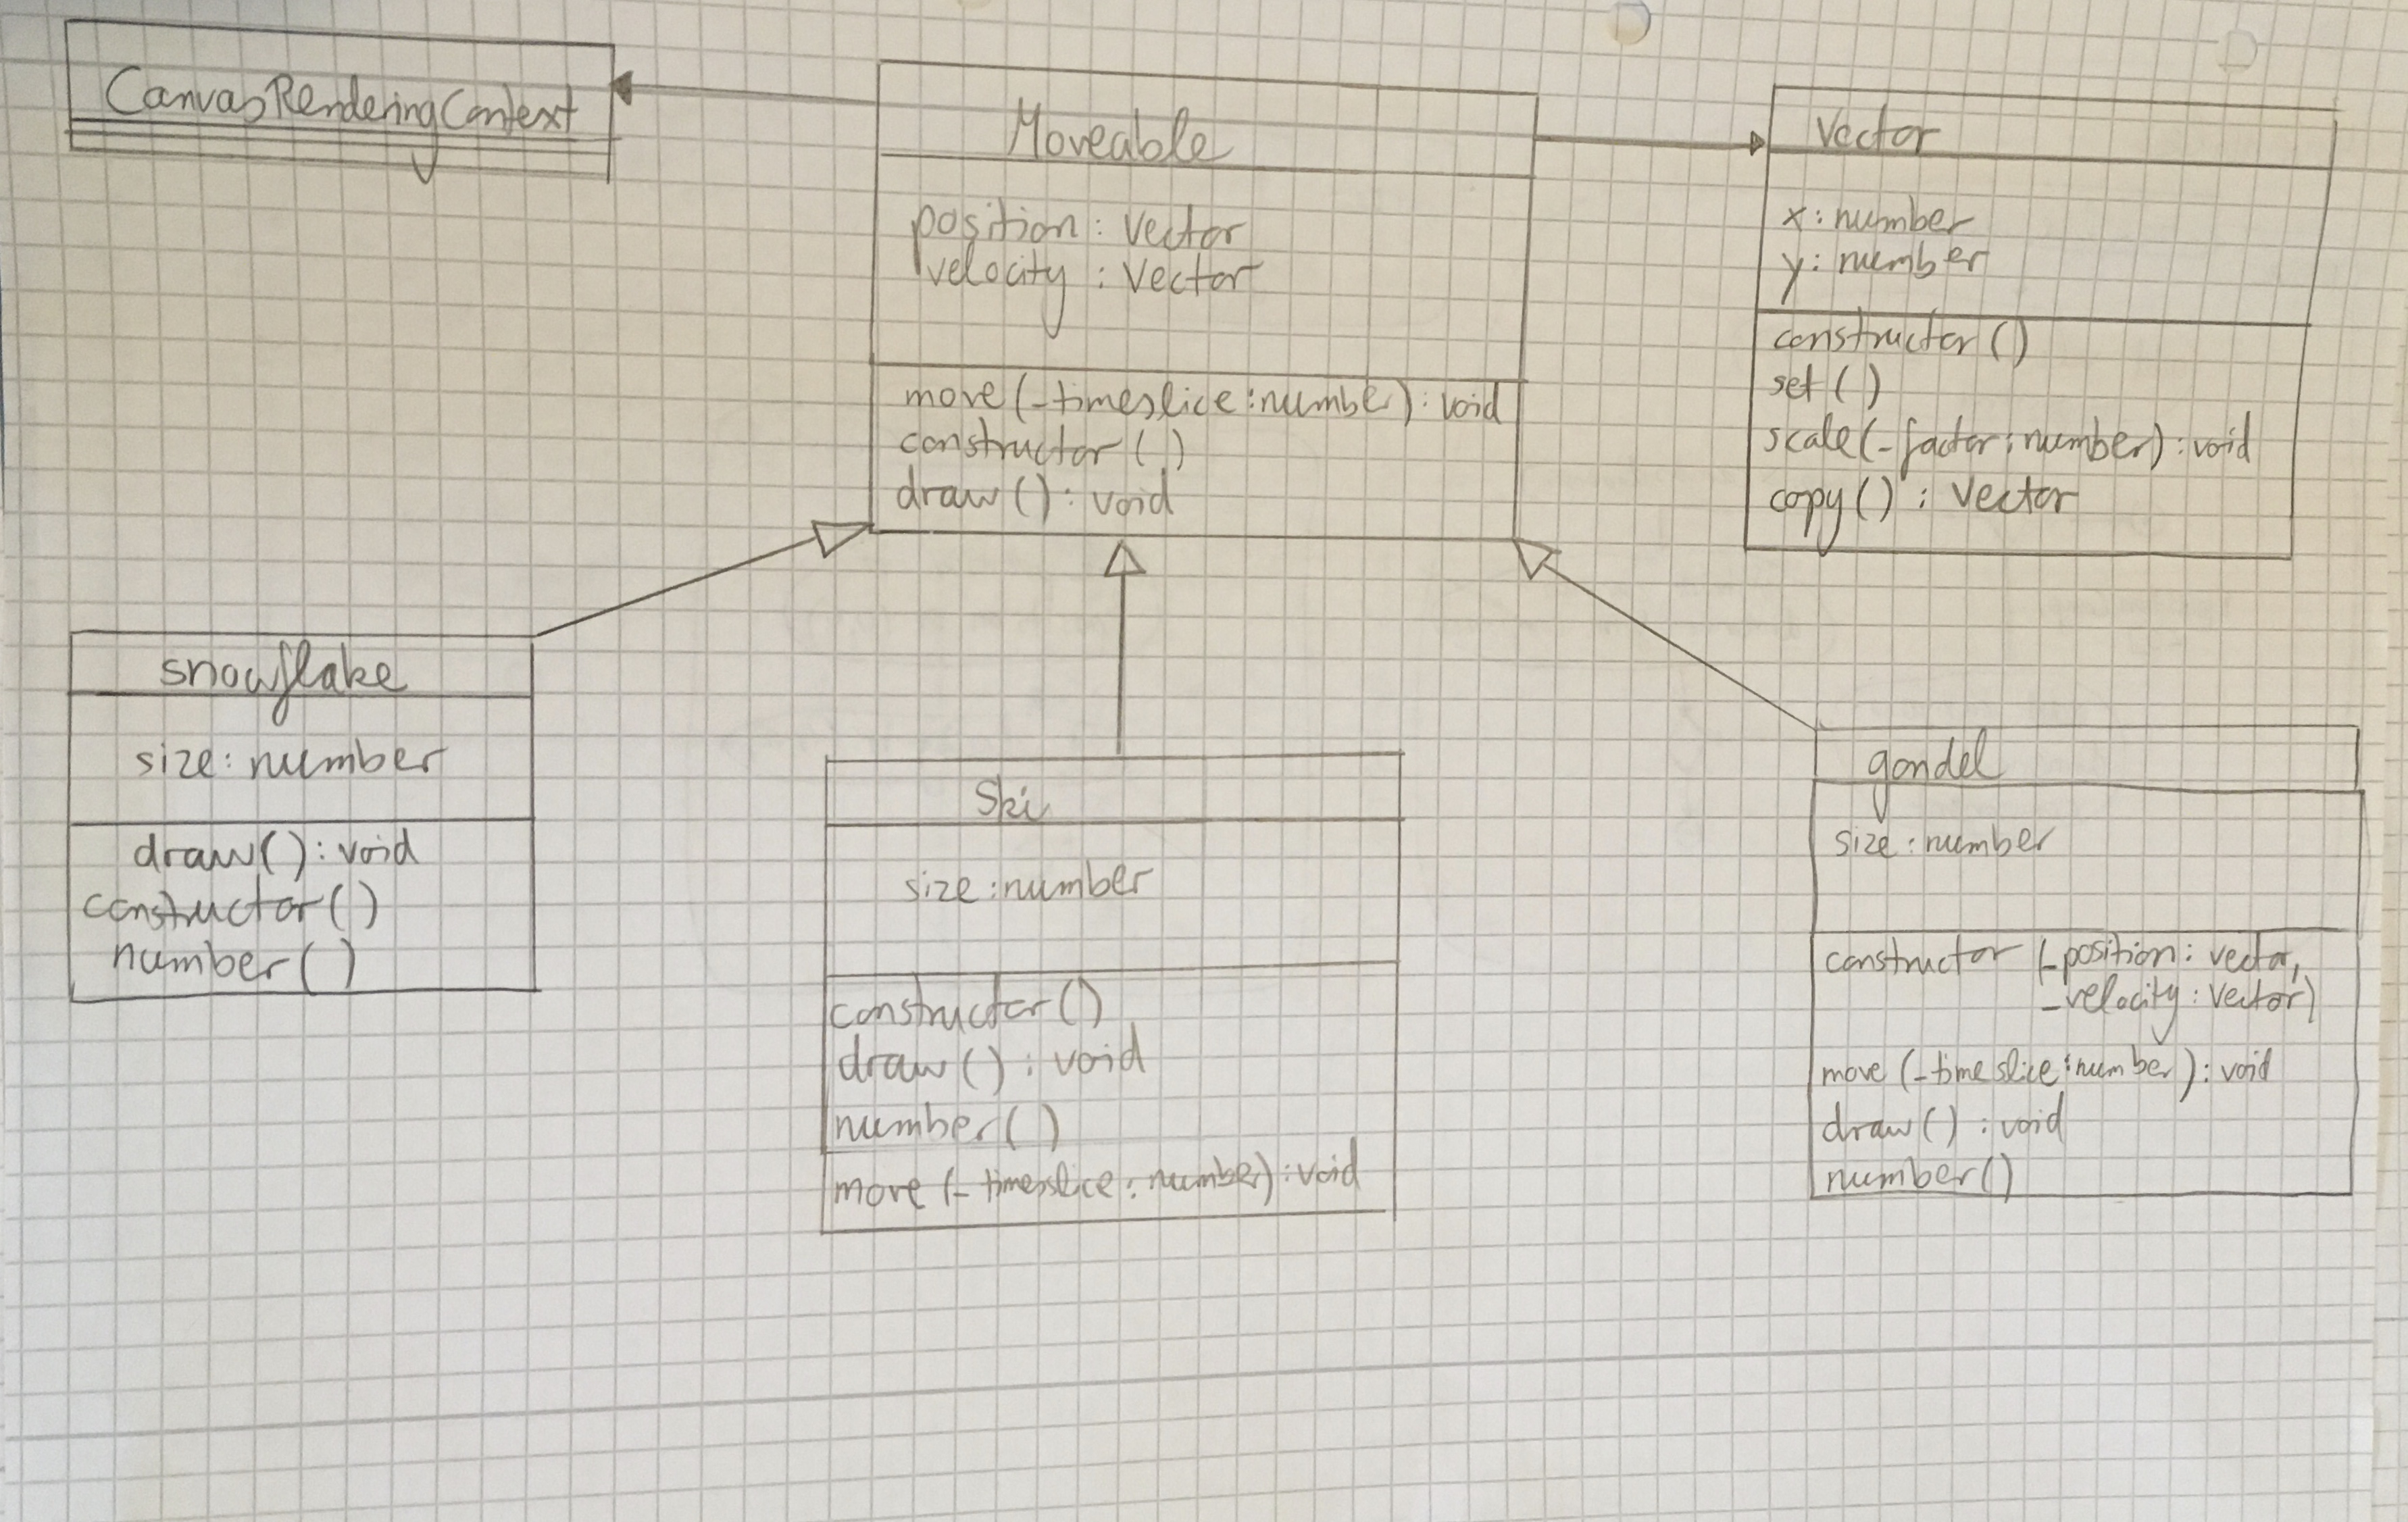 CanvasRenderingContext
Moveable
position : Vector
velocity : Vector
move (_timeslice : number) : void
constructor ()
draw () : void
Vector
x : number
y : number
constructor ()
set ()
scale (_factor : number) : void
copy () : Vector
snowflake
size : number
draw () : void
constructor ()
number ()
Ski
size : number
constructor ()
draw () : void
number ()
move (_timeslice : number) : void
gondel
size : number
constructor (_position : vector,
_velocity : Vector)
move (_timeslice : number) : void
draw () : void
number ()